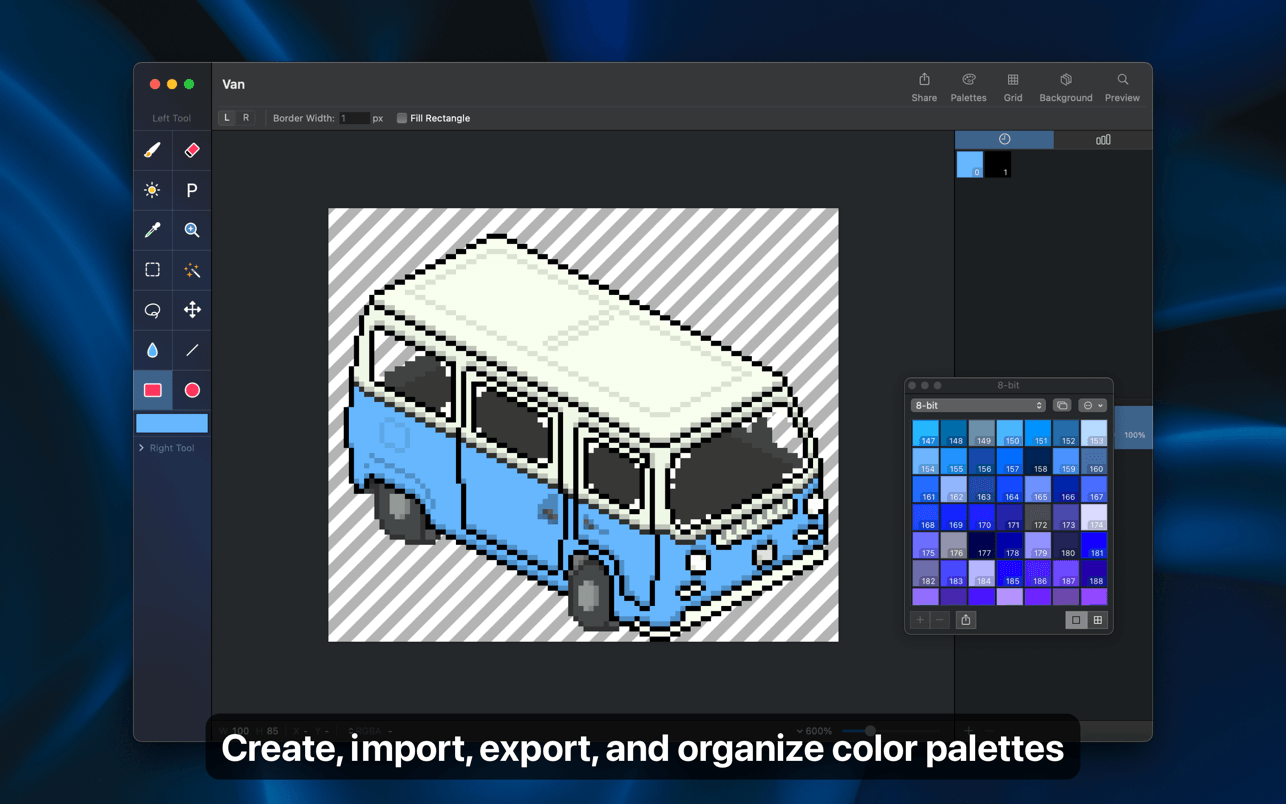 Van
Share
Palettes
Grid
Background
Preview
Left Tool
L R Border Width: 1 px Fill Rectangle
P
0 1
8-bit
8-bit
147 148 149 150 151 152 153
100%
154 155 156 157 158 159 160
161 162 163 164 165 166 167
168 169 170 171 172 173 174
175 176 177 178 179 180 181
182 183 184 185 186 187 188
Right Tool
100 85
600%
Create, import, export, and organize color palettes